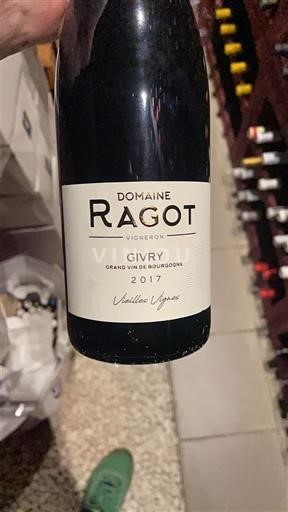 DOMAINE
RAGOT
VIGNERON
GIVRY
GRAND VIN DE BOURGOGNE
2017
Vieilles Vignes